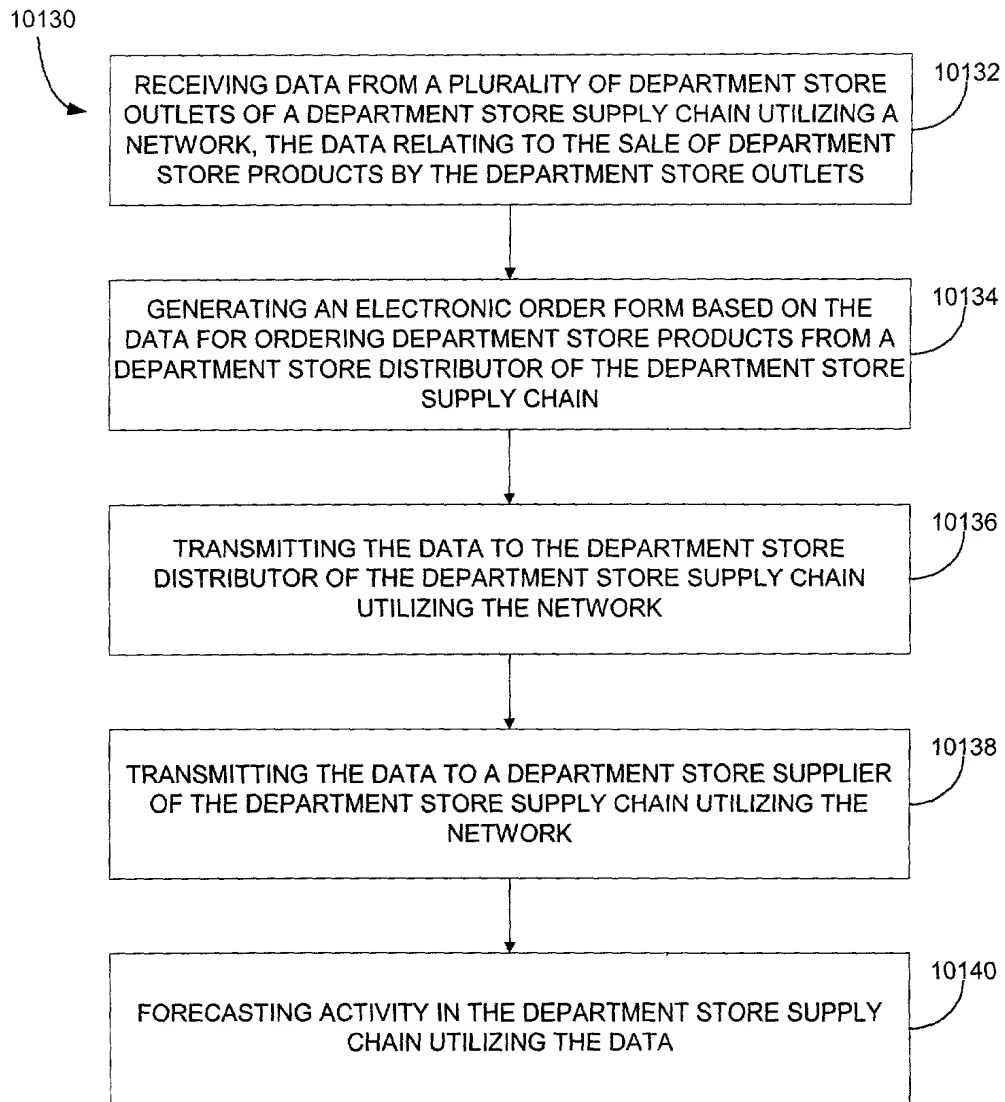 10130
RECEIVING DATA FROM A PLURALITY OF DEPARTMENT STORE
OUTLETS OF A DEPARTMENT STORE SUPPLY CHAIN UTILIZING A
NETWORK, THE DATA RELATING TO THE SALE OF DEPARTMENT
STORE PRODUCTS BY THE DEPARTMENT STORE OUTLETS
10132
GENERATING AN ELECTRONIC ORDER FORM BASED ON THE
DATA FOR ORDERING DEPARTMENT STORE PRODUCTS FROM A
DEPARTMENT STORE DISTRIBUTOR OF THE DEPARTMENT STORE
SUPPLY CHAIN
10134
TRANSMITTING THE DATA TO THE DEPARTMENT STORE
DISTRIBUTOR OF THE DEPARTMENT STORE SUPPLY CHAIN
UTILIZING THE NETWORK
10136
TRANSMITTING THE DATA TO A DEPARTMENT STORE SUPPLIER
OF THE DEPARTMENT STORE SUPPLY CHAIN UTILIZING THE
NETWORK
10138
FORECASTING ACTIVITY IN THE DEPARTMENT STORE SUPPLY
CHAIN UTILIZING THE DATA
10140